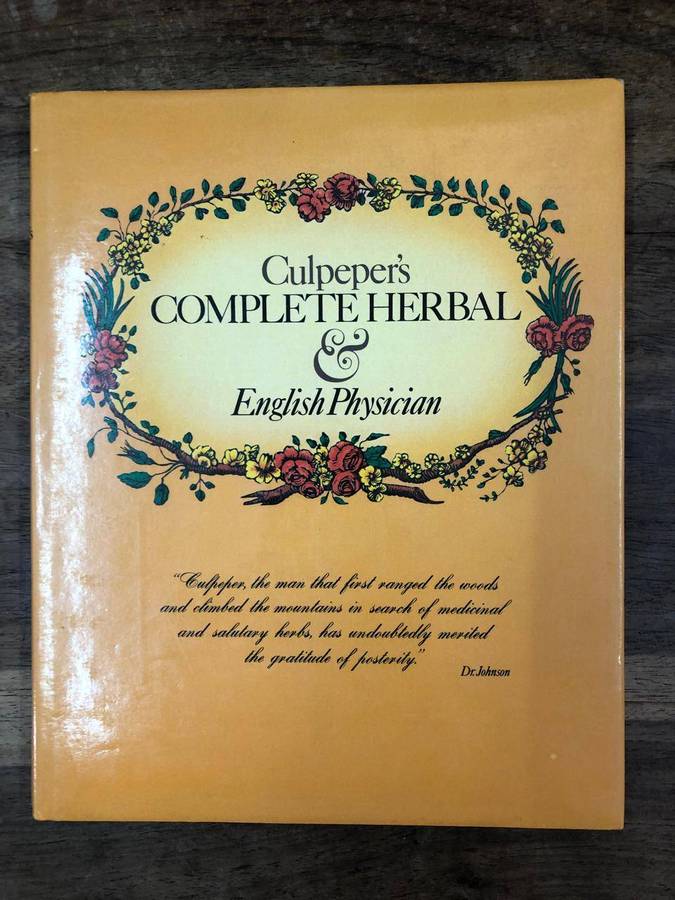 Culpeper's
COMPLETE HERBAL
&
English Physician
"Culpeper, the man that first ranged the woods
and climbed the mountains in search of medicinal
and salutary herbs, has undoubtedly merited
the gratitude of posterity."
Dr. Johnson